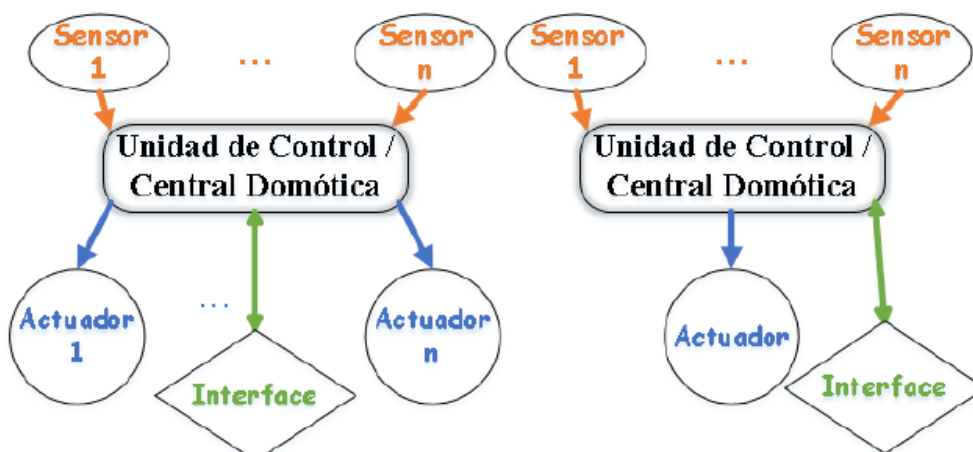 Sensor
1
...
Sensor
n
Unidad de Control /
Central Domótica
Actuador
1
...
Actuador
n
Interface
Sensor
1
...
Sensor
n
Unidad de Control /
Central Domótica
Actuador
Interface